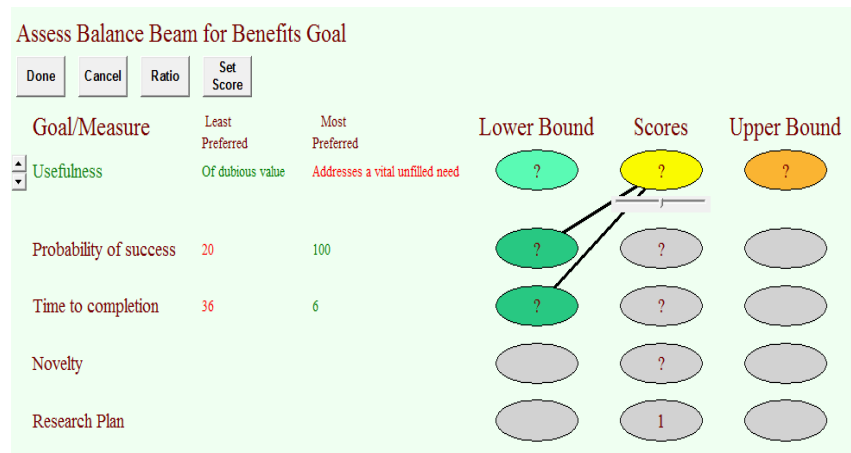 Assess Balance Beam for Benefits Goal
Done Cancel Ratio Set Score
Goal/Measure Least Preferred Most Preferred Lower Bound Scores Upper Bound
Usefulness Of dubious value Addresses a vital unfilled need ? ? ?
Probability of success 20 100 ? ?
Time to completion 36 6 ? ?
Novelty ?
Research Plan 1